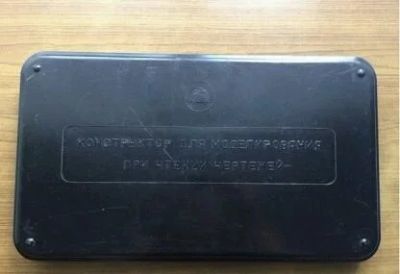 КОНСТРУКТОР ДЛЯ МОДЕЛИРОВАНИЯ
ПРИ ЧТЕНИИ ЧЕРТЕЖЕЙ